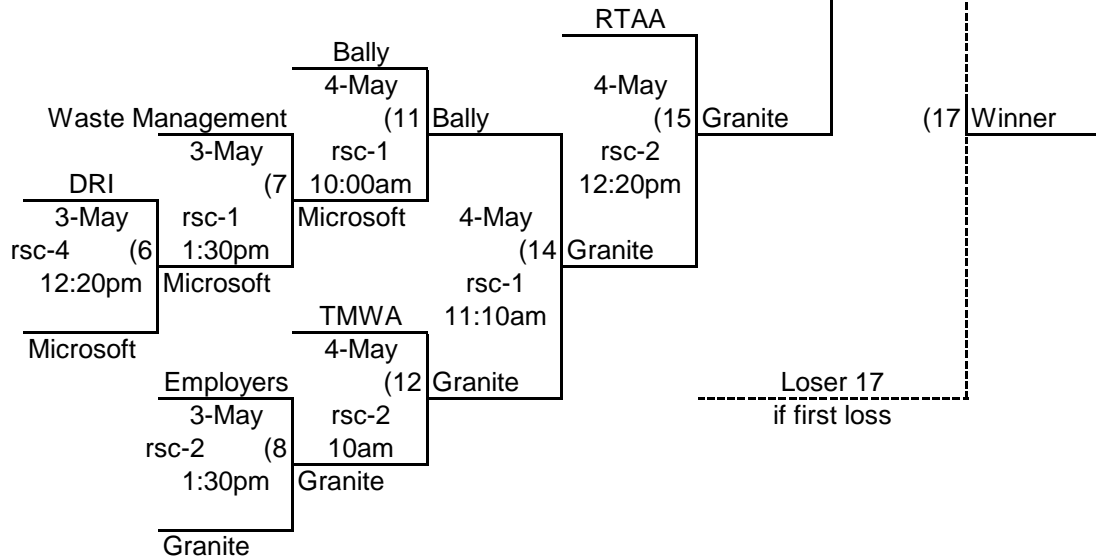 RTAA
Bally
4-May 4-May
Waste Management (11 Bally (15 Granite (17 Winner
3-May rsc-1 rsc-2
DRI (7 10:00am 12:20pm
3-May rsc-1 Microsoft 4-May
rsc-4 (6 1:30pm (14 Granite
12:20pm Microsoft rsc-1
TMWA 11:10am
Microsoft 4-May
Employers (12 Granite Loser 17
3-May rsc-2 if first loss
rsc-2 (8 10am
1:30pm Granite
Granite